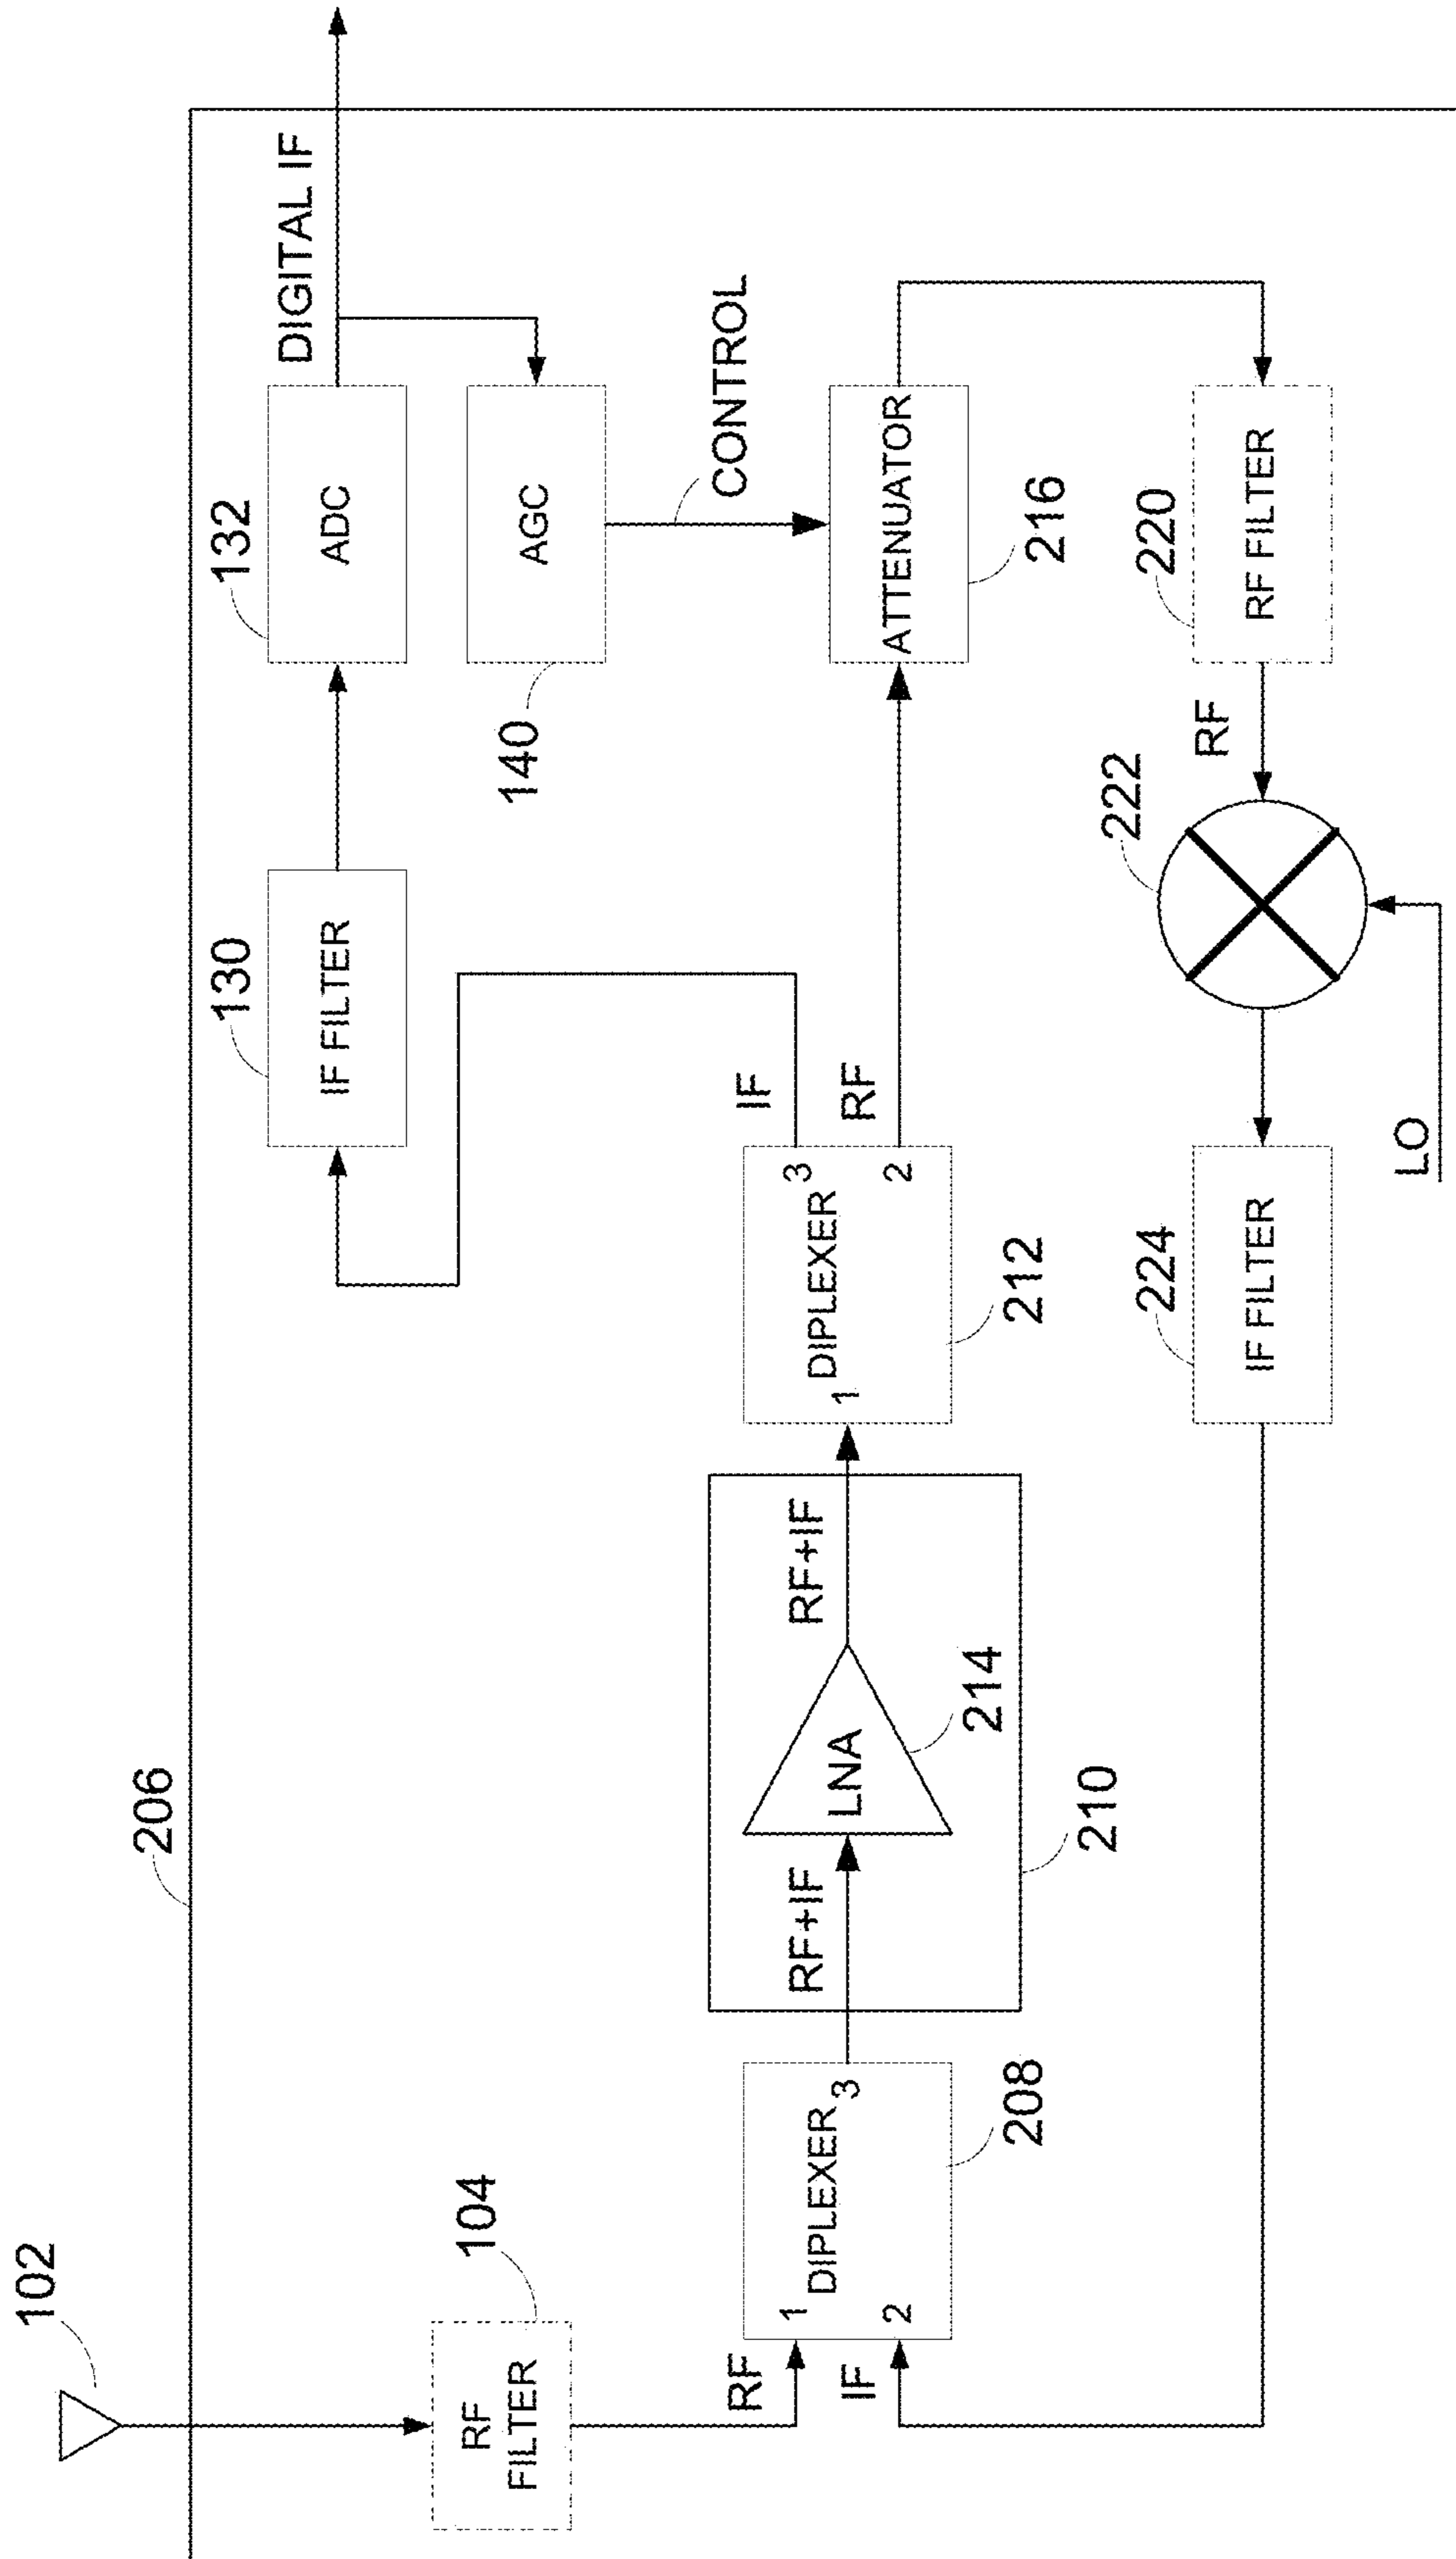 102
206
104
RF
FILTER
RF
IF
1
2
DIPLEXER
3
208
RF+IF
LNA
214
RF+IF
210
1
DIPLEXER
3
2
212
IF
RF
130
IF FILTER
132
ADC
DIGITAL IF
140
AGC
CONTROL
ATTENUATOR
216
220
RF FILTER
RF
222
LO
224
IF FILTER